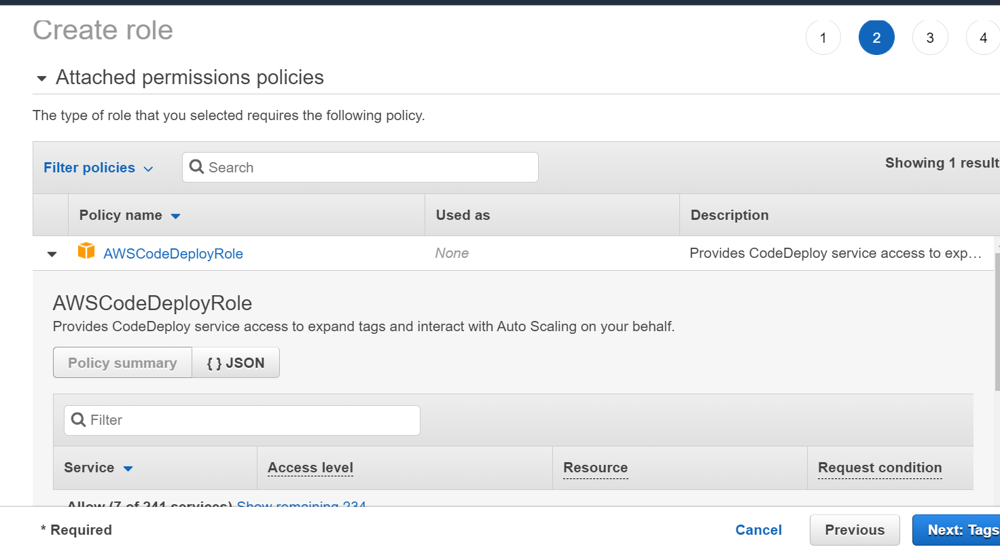 Create role
1 2 3 4
Attached permissions policies
The type of role that you selected requires the following policy.
Filter policies Search Showing 1 result
Policy name Used as Description
AWSCodeDeployRole None Provides CodeDeploy service access to exp…
AWSCodeDeployRole
Provides CodeDeploy service access to expand tags and interact with Auto Scaling on your behalf.
Policy summary { } JSON
Filter
Service Access level Resource Request condition
Allow (7 of 241 services) Show remaining 234
* Required Cancel Previous Next: Tags